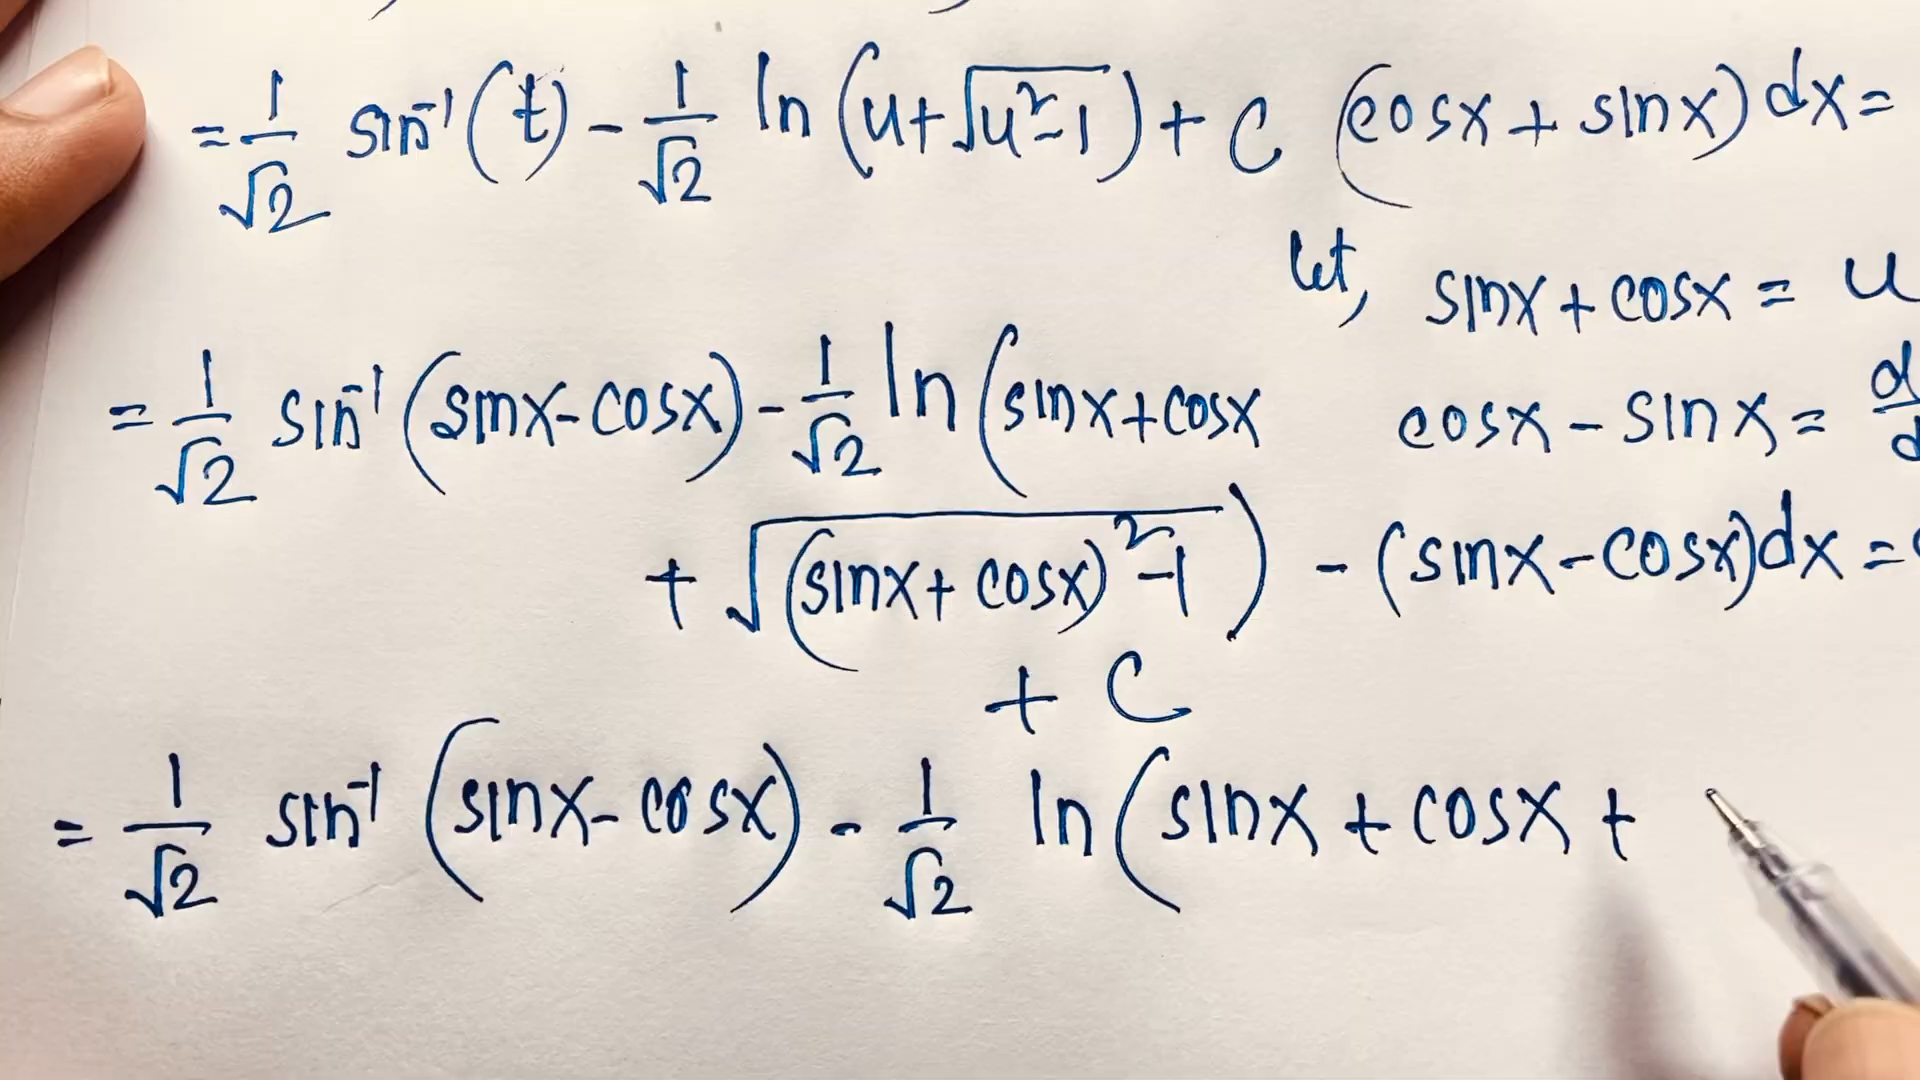 = 1/√2 sin⁻¹(t) - 1/√2 ln(u+√(u²-1)) + C (cosx + sinx) dx =
let, sinx + cosx = u
= 1/√2 sin⁻¹(sinx-cosx) - 1/√2 ln(sinx+cosx
cosx - sinx =
+ √((sinx+cosx)²-1)) - (sinx-cosx)dx =
+ C
= 1/√2 sin⁻¹(sinx-cosx) - 1/√2 ln(sinx + cosx +